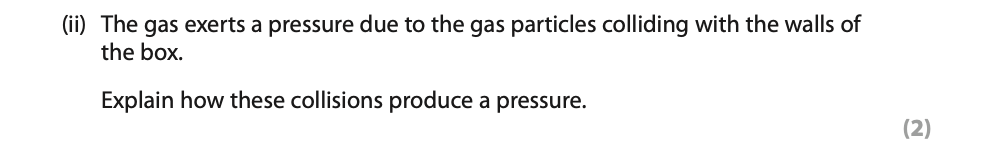 (ii) The gas exerts a pressure due to the gas particles colliding with the walls of
the box.
Explain how these collisions produce a pressure.
(2)